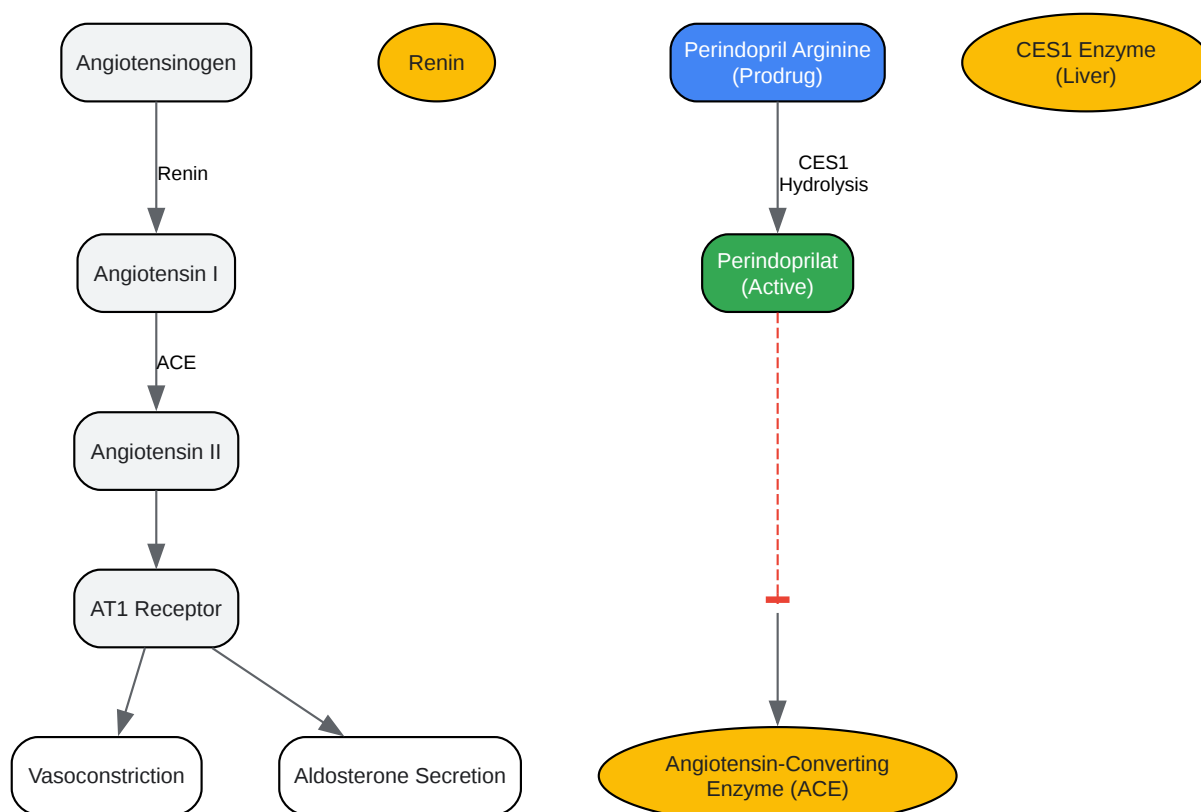 Angiotensinogen
Renin
Perindopril Arginine
(Prodrug)
CES1 Enzyme
(Liver)
Renin
CES1
Hydrolysis
Angiotensin I
Perindoprilat
(Active)
ACE
Angiotensin II
AT1 Receptor
Vasoconstriction
Aldosterone Secretion
Angiotensin-Converting
Enzyme (ACE)